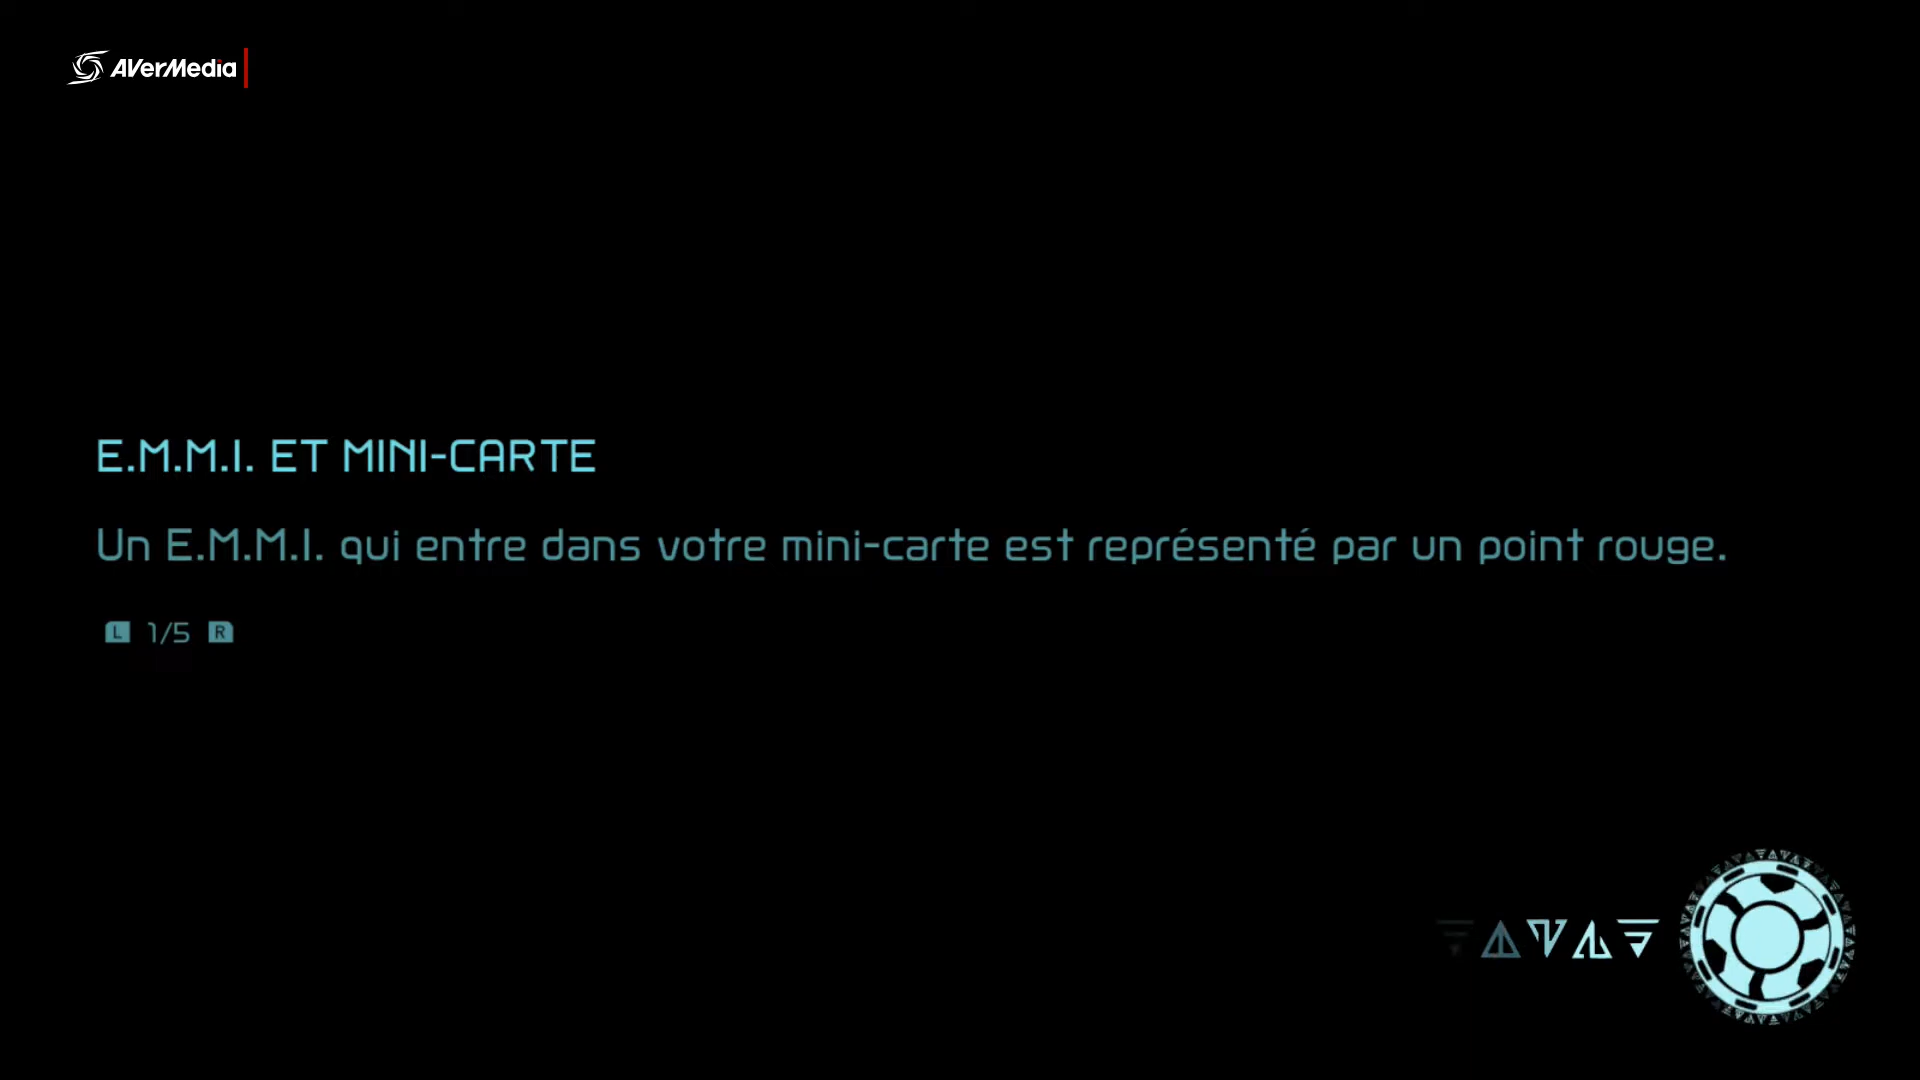 AVerMedia
E.M.M.I. ET MINI-CARTE
Un E.M.M.I. qui entre dans votre mini-carte est représenté par un point rouge.
L 1/5 R